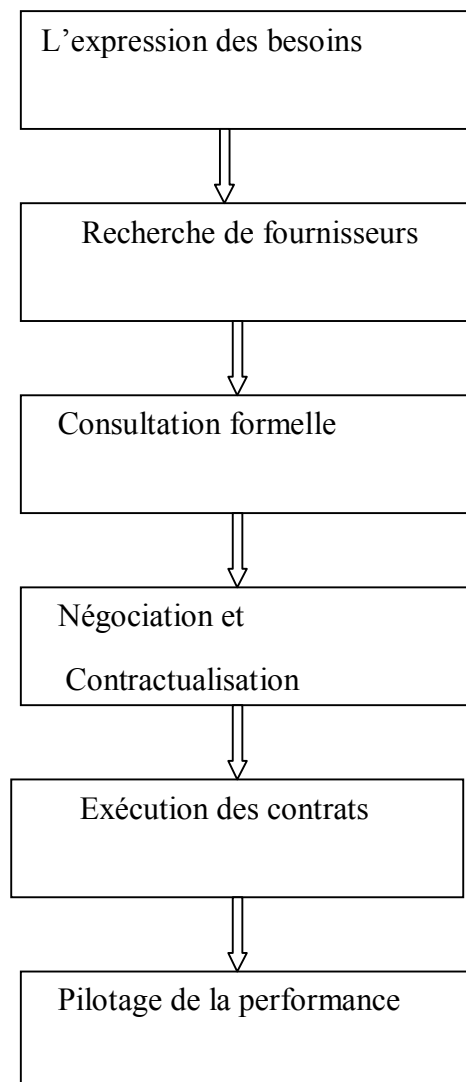 L’expression des besoins
Recherche de fournisseurs
Consultation formelle
Négociation et
Contractualisation
Exécution des contrats
Pilotage de la performance